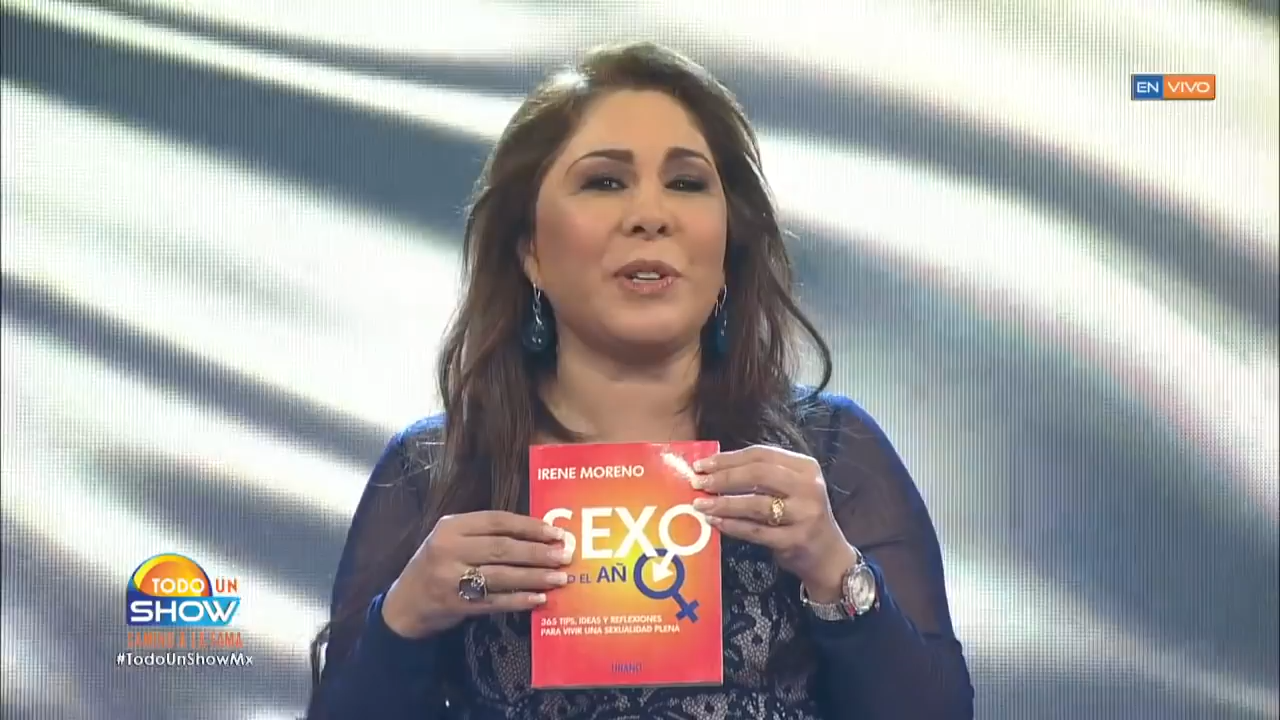 EN VIVO
IRENE MORENO
SEXO
EL AÑO
365 TIPS, IDEAS Y REFLEXIONES
PARA VIVIR UNA SEXUALIDAD PLENA
URANO
TODO UN
SHOW
#TodoUnShowMx